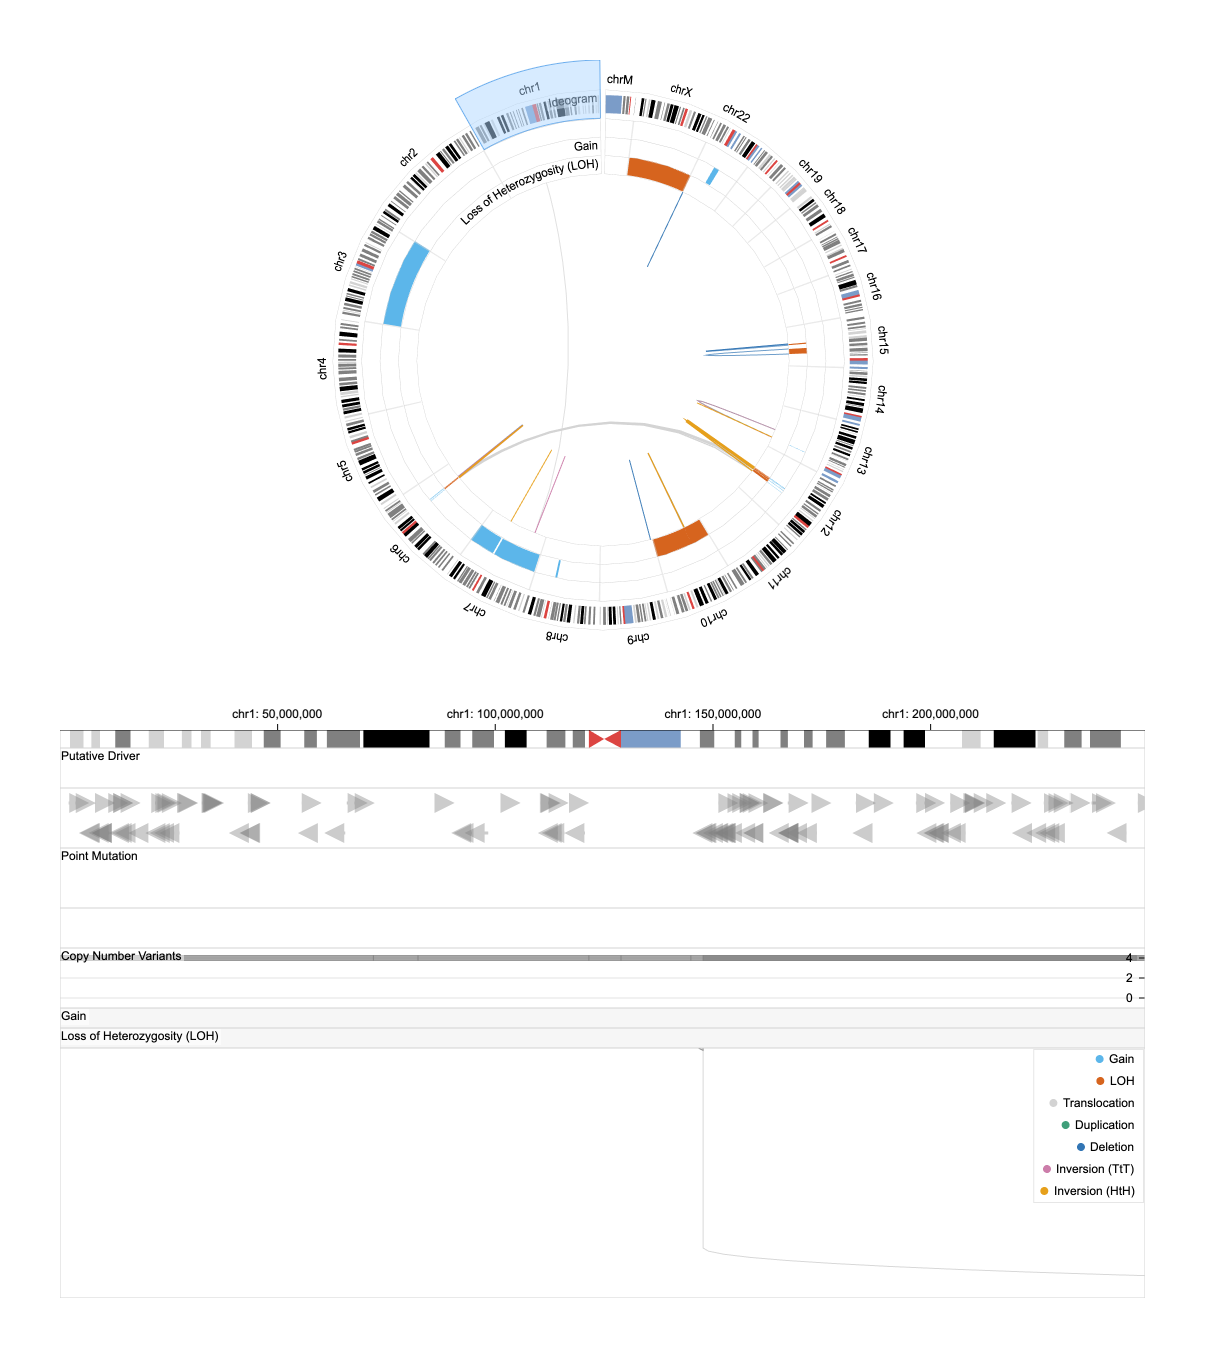 chrM
chrX
chr22
chr19
chr18
chr17
chr16
chr15
chr14
chr13
chr12
chr11
chr10
chr9
chr8
chr7
chr6
chr5
chr4
chr3
chr2
chr1
Ideogram
Gain
Loss of Heterozygosity (LOH)
chr1: 50,000,000 chr1: 100,000,000 chr1: 150,000,000 chr1: 200,000,000
Putative Driver
Point Mutation
Copy Number Variants
4
2
0
Gain
Loss of Heterozygosity (LOH)
Gain
LOH
Translocation
Duplication
Deletion
Inversion (TtT)
Inversion (HtH)